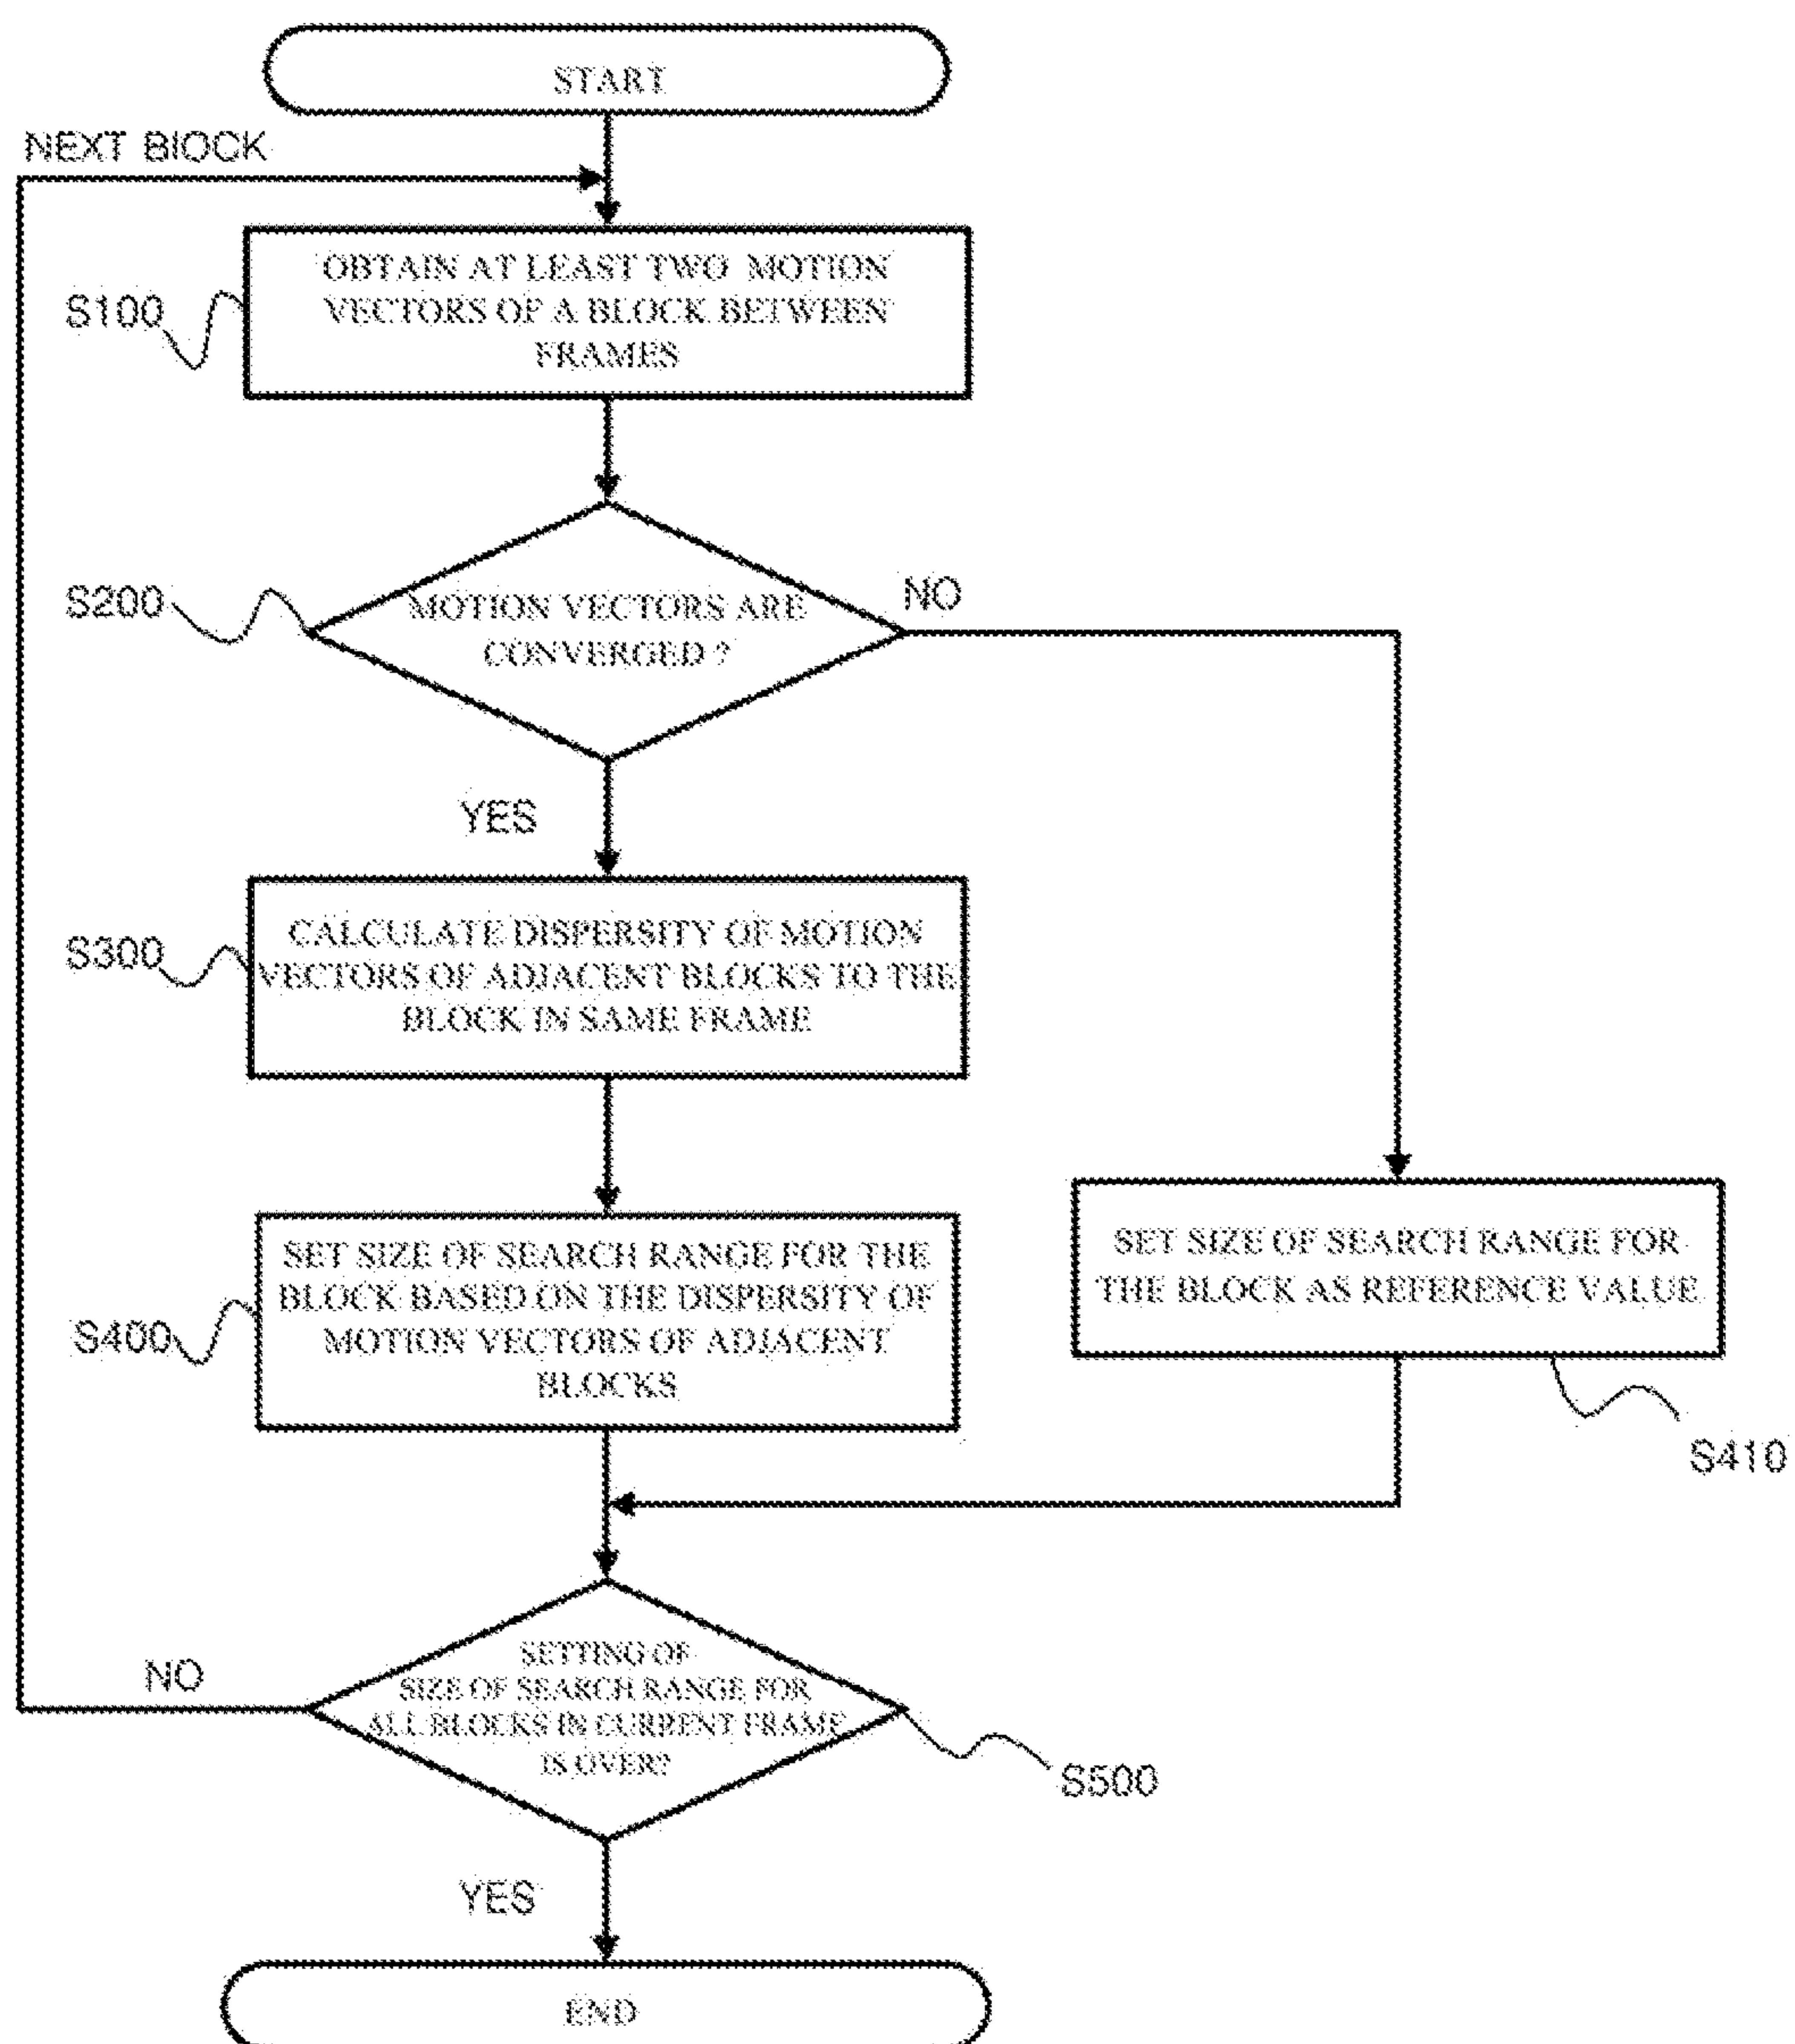 START
NEXT BlOCK
OBTAIN AT LEAST TWO MOTION
VECTORS OF A BLOCK BETWEEN
FRAMES
S100
S200
MOTION VECTORS ARE
CONVERGED ?
NO
YES
S300
CALCULATE DISPERSITY OF MOTION
VECTORS OF ADJACENT BLOCKS TO THE
BLOCK IN SAME FRAME
SET SIZE OF SEARCH RANGE FOR THE
BLOCK BASED ON THE DISPERSITY OF
MOTION VECTORS OF ADJACENT
BLOCKS
S400
SET SIZE OF SEARCH RANGE FOR
THE BLOCK AS REFERENCE VALUE
S410
SETTING OF
SIZE OF SEARCH RANGE FOR
ALL BLOCKS IN CURRENT FRAME
IS OVER?
NO
S500
YES
END